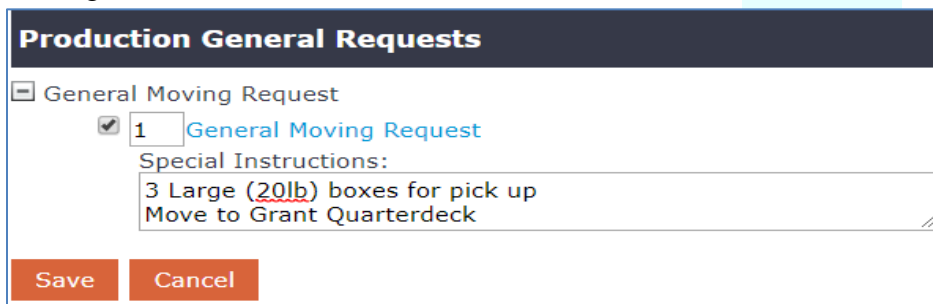 Production General Requests
General Moving Request
1 General Moving Request
Special Instructions:
3 Large (20lb) boxes for pick up
Move to Grant Quarterdeck
Save Cancel